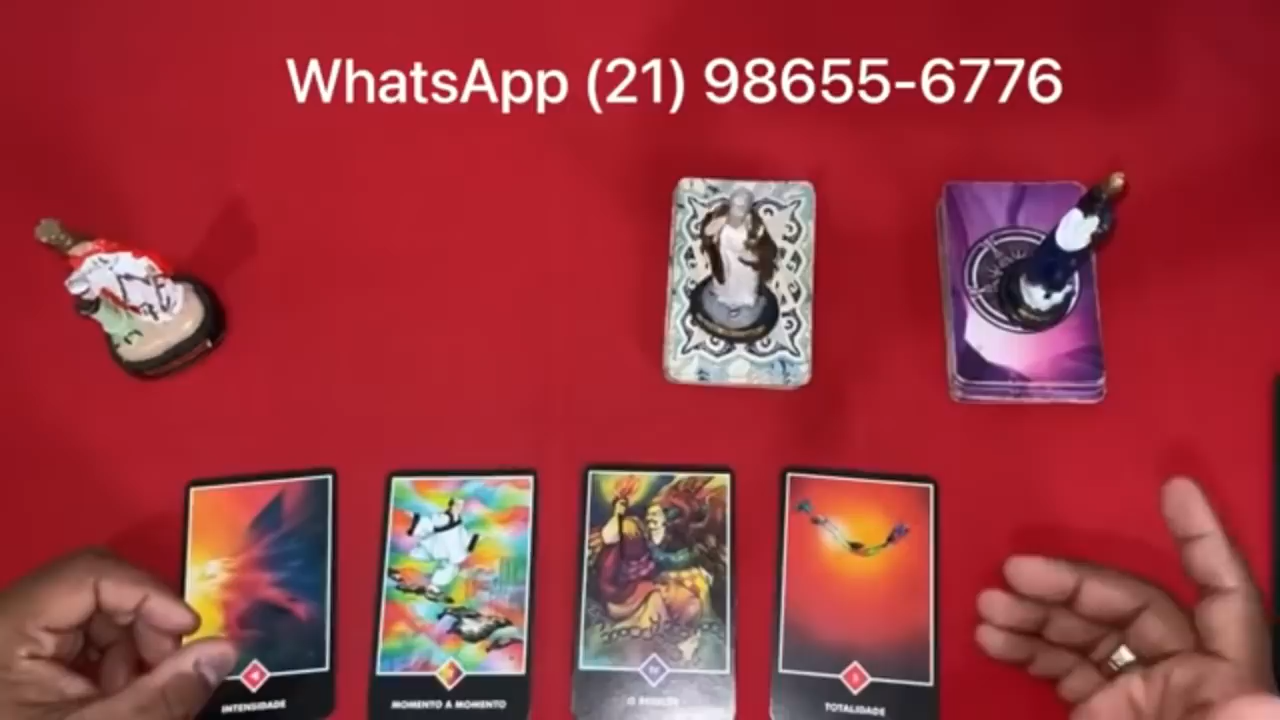 WhatsApp (21) 98655-6776
INTENSIDADE
MOMENTO A MOMENTO
O REBELDE
TOTALIDADE